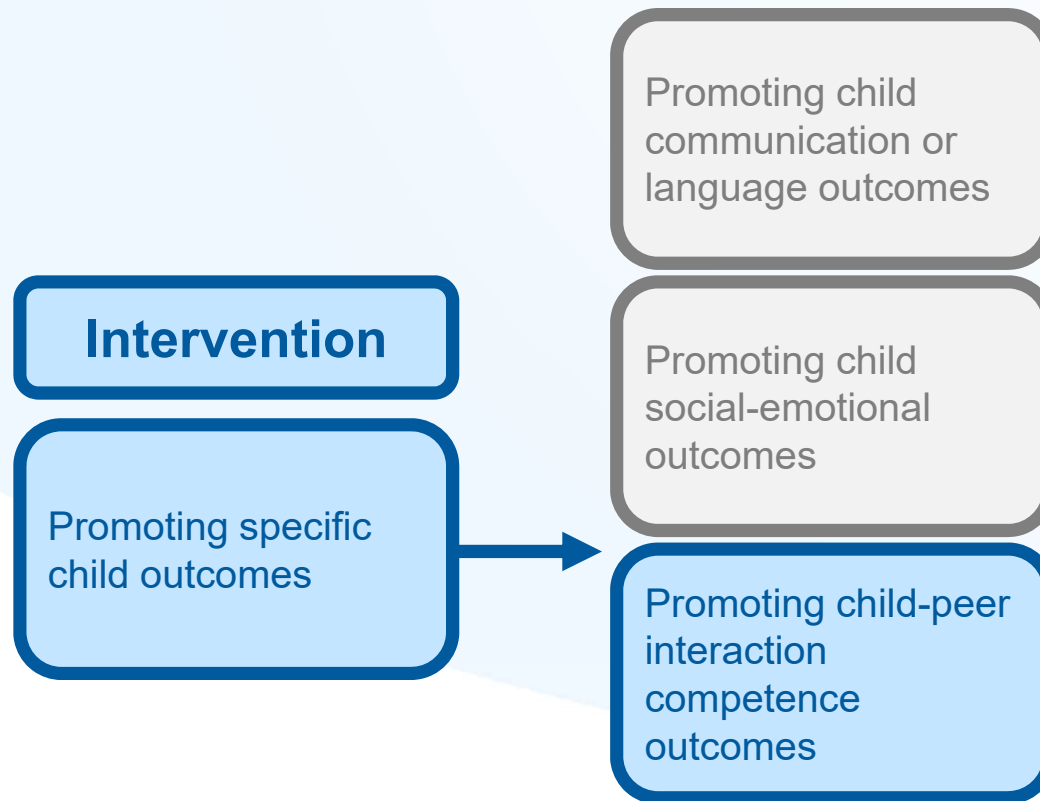 Intervention
Promoting specific
child outcomes
Promoting child
communication or
language outcomes
Promoting child
social-emotional
outcomes
Promoting child-peer
interaction
competence
outcomes